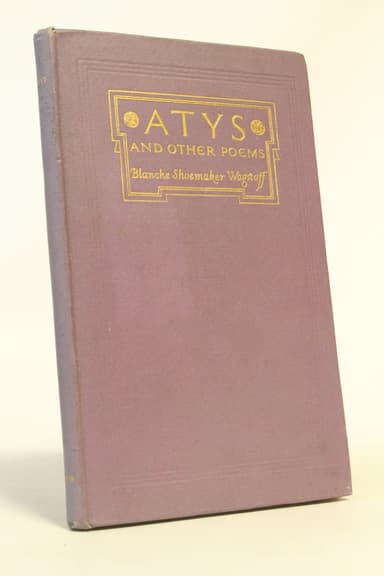 ATYS
AND OTHER POEMS
Blanche Shoemaker Wagstaff